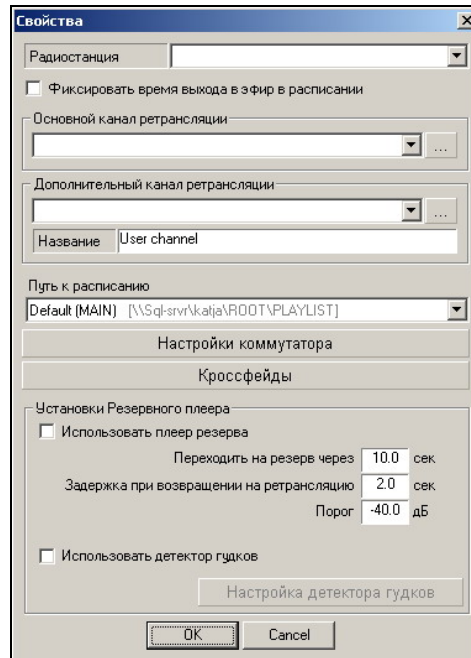 Свойства
Радиостанция
Фиксировать время выхода в эфир в расписании
Основной канал ретрансляции
...
Дополнительный канал ретрансляции
...
Название User channel
Путь к расписанию
Default (MAIN) [\\Sql-srvr\katja\ROOT\PLAYLIST]
Настройки коммутатора
Кроссфейды
Установки Резервного плеера
Использовать плеер резерва
Переходить на резерв через 10.0 сек
Задержка при возвращении на ретрансляцию 2.0 сек
Порог -40.0 дБ
Использовать детектор гудков
Настройка детектора гудков
OK Cancel